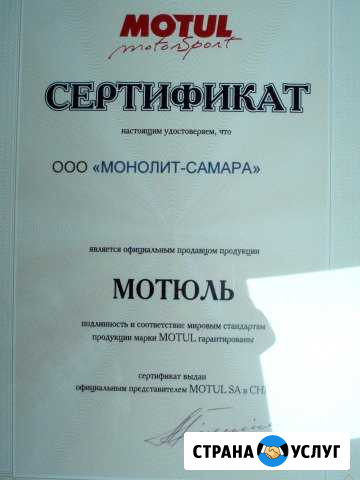 MOTUL
motorSport
СЕРТИФИКАТ
настоящим удостоверяем, что
ООО «МОНОЛИТ-САМАРА»
является официальным продавцом продукции
МОТЮЛЬ
подлинность и соответствие мировым стандартам
продукции марки MOTUL гарантированы
сертификат выдан
официальным представителем MOTUL SA в
СТРАНА УСЛУГ